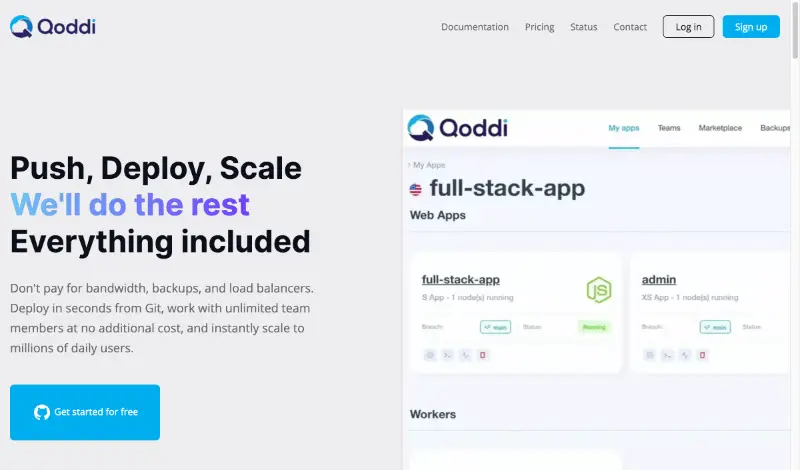 Qoddi
Documentation Pricing Status Contact Log in Sign up
Push, Deploy, Scale
We'll do the rest
Everything included
Don't pay for bandwidth, backups, and load balancers.
Deploy in seconds from Git, work with unlimited team
members at no additional cost, and instantly scale to
millions of daily users.
Get started for free
Qoddi
My apps Teams Marketplace Backups
› My Apps
full-stack-app
Web Apps
full-stack-app
S App - 1 node(s) running
Branch: main Status: Running
admin
XS App - 1 node(s) running
Branch: main Status
Workers